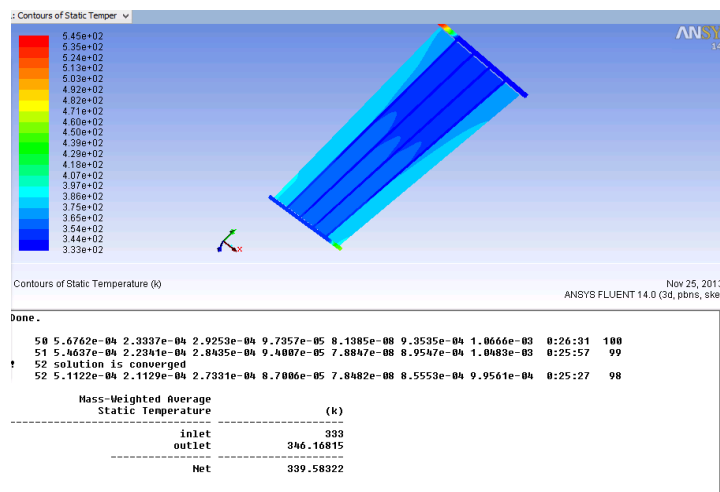 : Contours of Static Temper
5.45e+02
5.35e+02
5.24e+02
5.13e+02
5.03e+02
4.92e+02
4.82e+02
4.71e+02
4.60e+02
4.50e+02
4.39e+02
4.29e+02
4.18e+02
4.07e+02
3.97e+02
3.86e+02
3.75e+02
3.65e+02
3.54e+02
3.44e+02
3.33e+02
ANSYS
14
X
Contours of Static Temperature (k)
Nov 25, 2013
ANSYS FLUENT 14.0 (3d, pbns, ske
Done.
50 5.6762e-04 2.3337e-04 2.9253e-04 9.7357e-05 8.1385e-08 9.3535e-04 1.0666e-03 0:26:31 100
51 5.4637e-04 2.2341e-04 2.8435e-04 9.4007e-05 7.8847e-08 8.9547e-04 1.0483e-03 0:25:57 99
! 52 solution is converged
52 5.1122e-04 2.1129e-04 2.7331e-04 8.7006e-05 7.8482e-08 8.5553e-04 9.9561e-04 0:25:27 98
Mass-Weighted Average
Static Temperature (k)
-------------------------------- --------------------
inlet 333
outlet 346.16815
---------------- --------------------
Net 339.58322